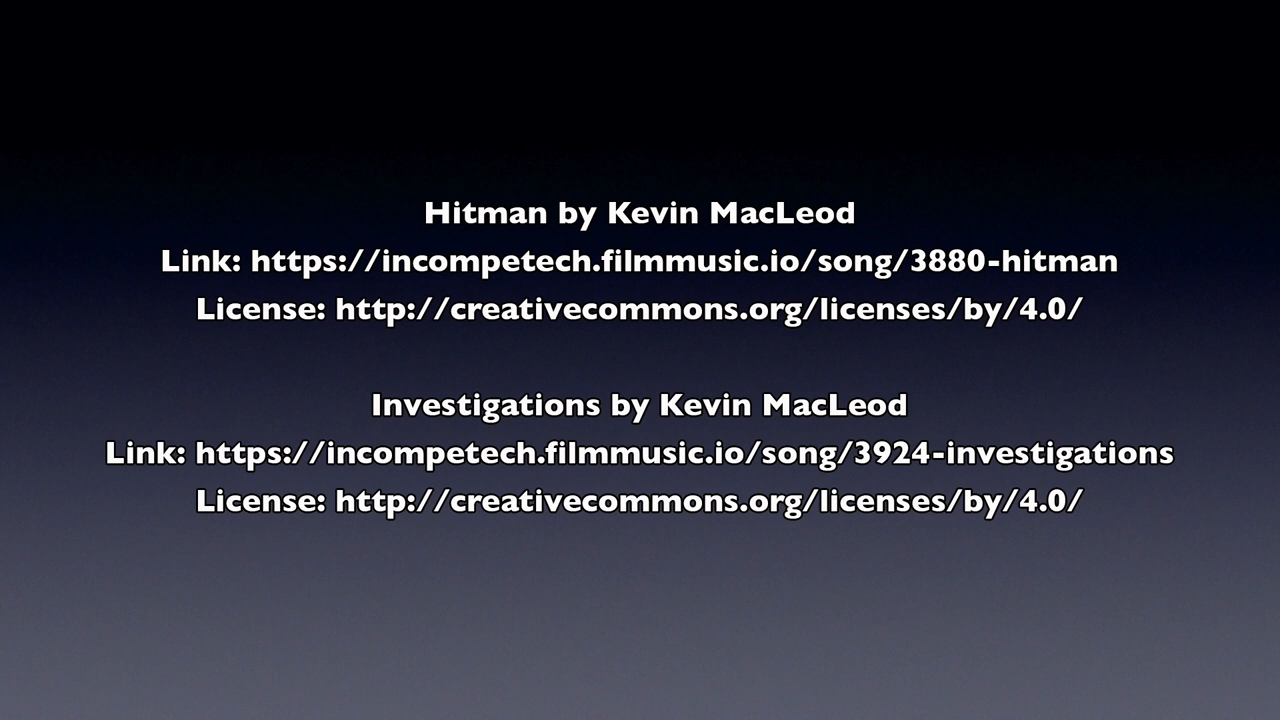 Hitman by Kevin MacLeod
Link: https://incompetech.filmmusic.io/song/3880-hitman
License: http://creativecommons.org/licenses/by/4.0/
Investigations by Kevin MacLeod
Link: https://incompetech.filmmusic.io/song/3924-investigations
License: http://creativecommons.org/licenses/by/4.0/